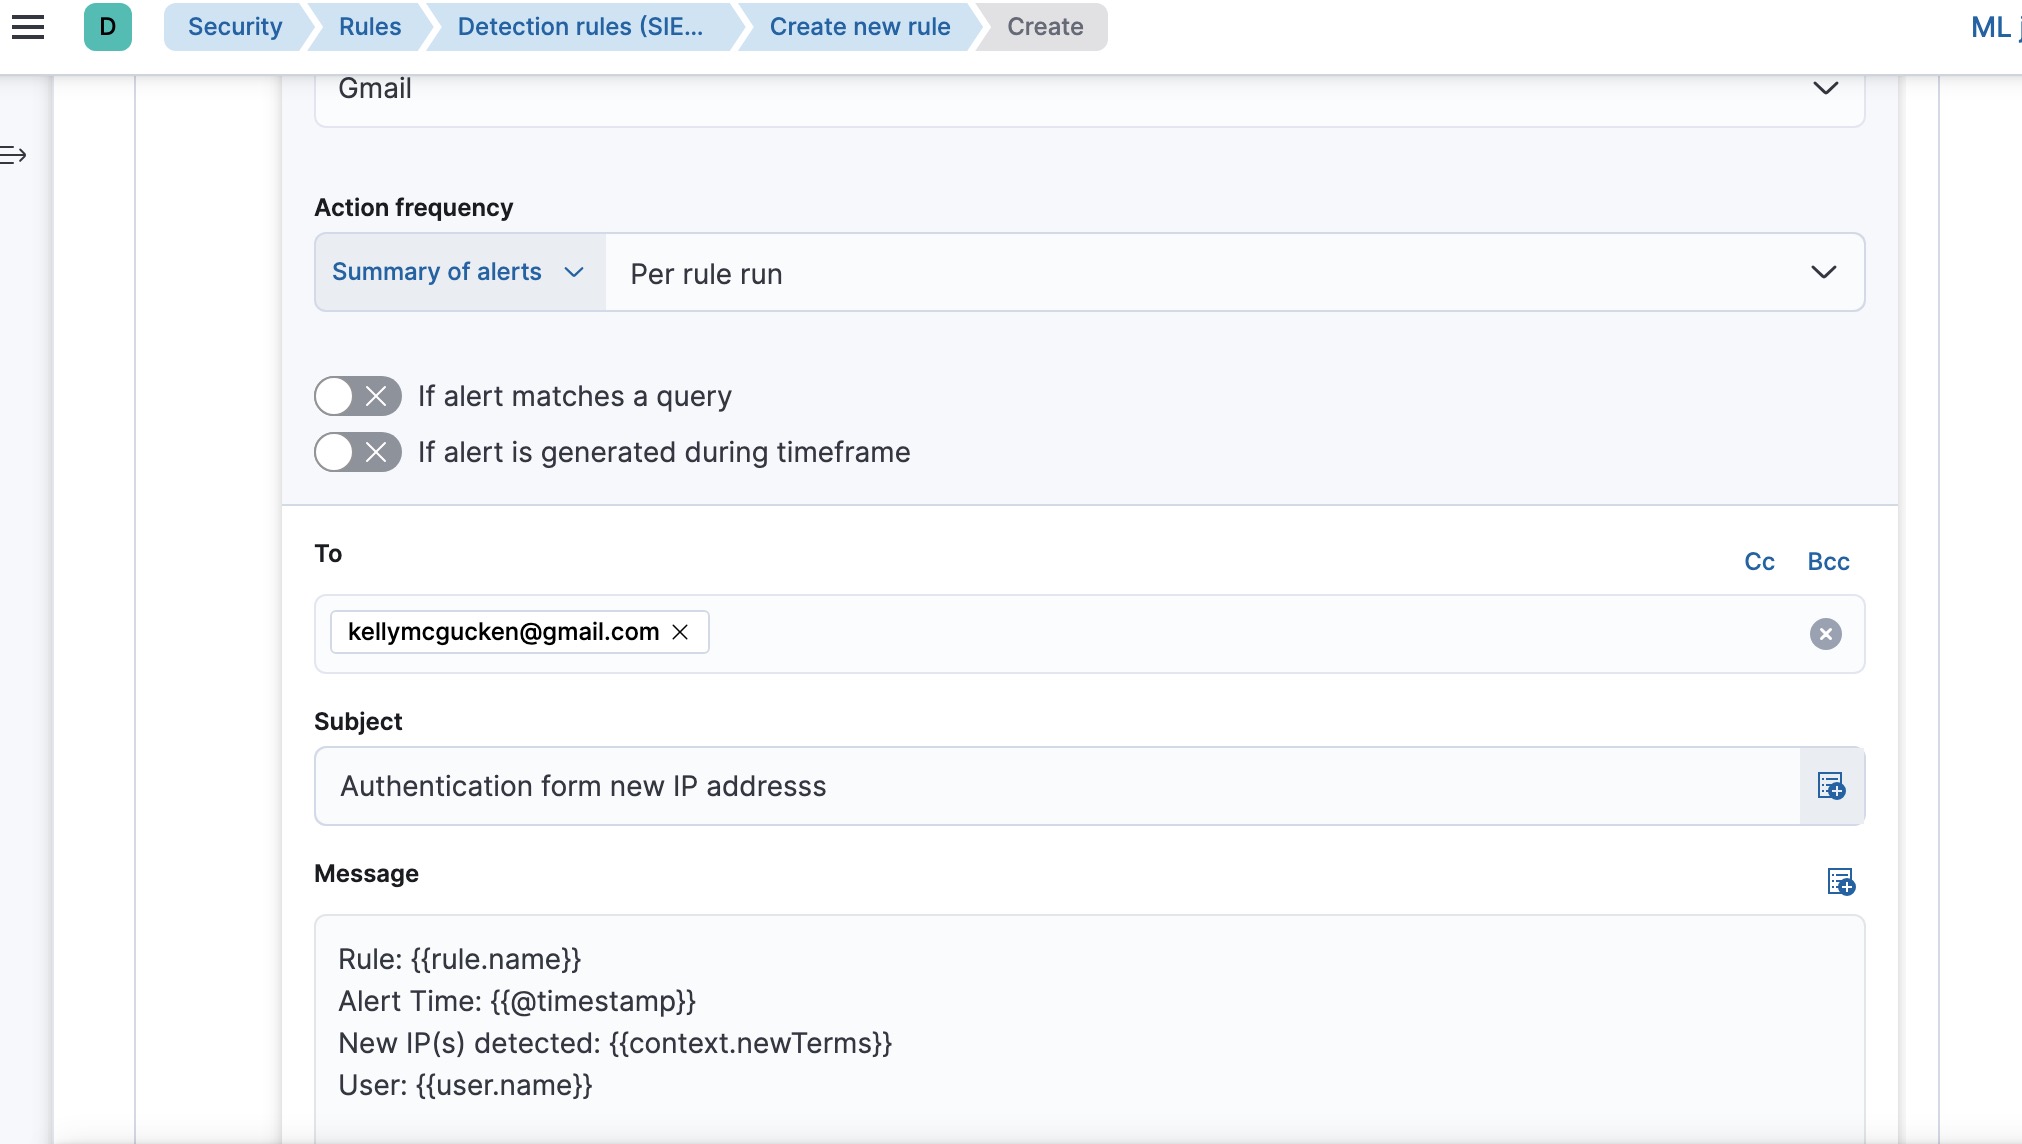 D
Security
Rules
Detection rules (SIE...
Create new rule
Create
ML j
Gmail
Action frequency
Summary of alerts
Per rule run
If alert matches a query
If alert is generated during timeframe
To
Cc
Bcc
kellymcgucken@gmail.com
Subject
Authentication form new IP addresss
Message
Rule: {{rule.name}}
Alert Time: {{@timestamp}}
New IP(s) detected: {{context.newTerms}}
User: {{user.name}}